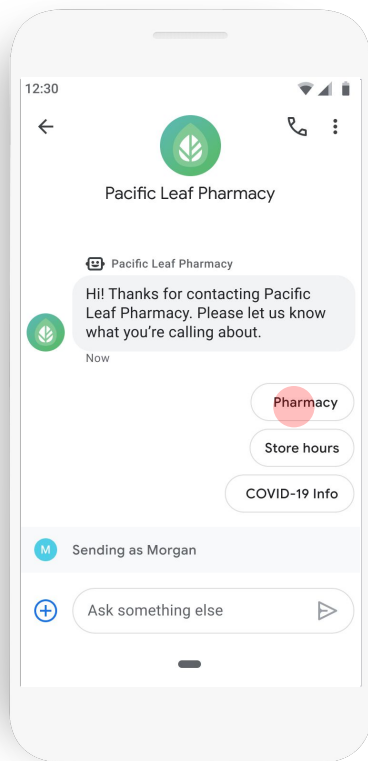 12:30
Pacific Leaf Pharmacy
Pacific Leaf Pharmacy
Hi! Thanks for contacting Pacific
Leaf Pharmacy. Please let us know
what you’re calling about.
Now
Pharmacy
Store hours
COVID-19 Info
M Sending as Morgan
Ask something else